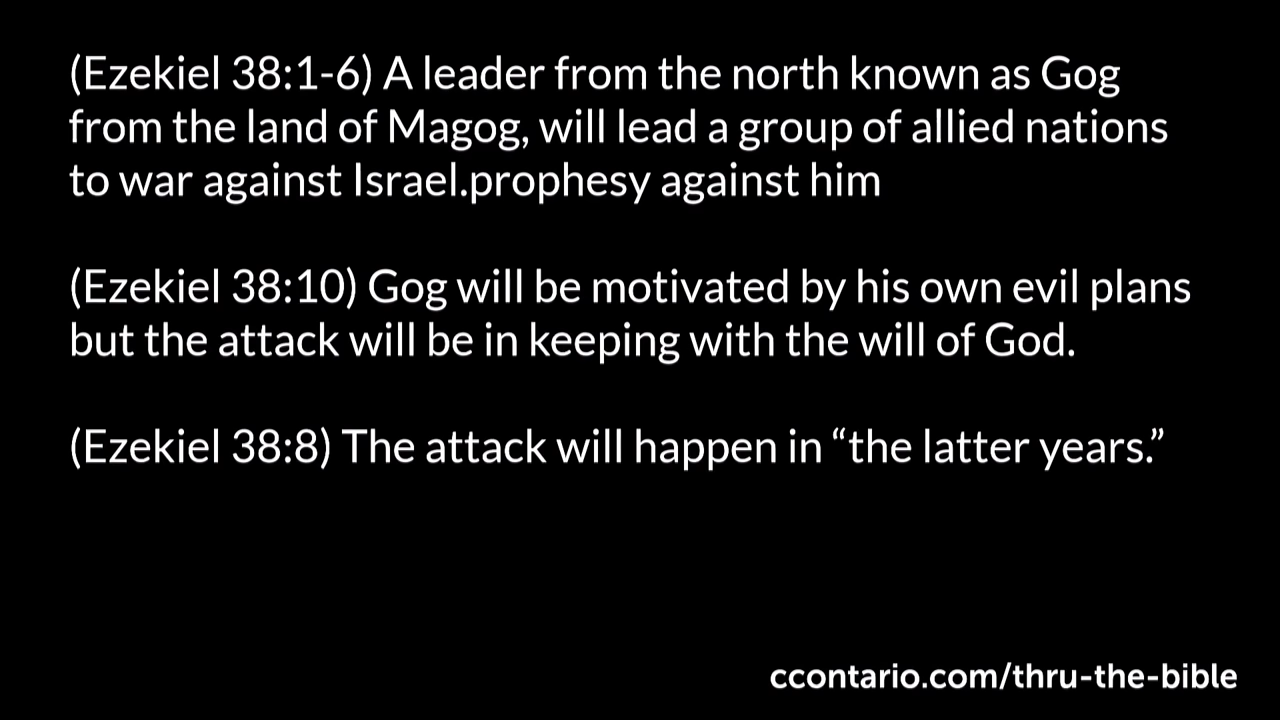 (Ezekiel 38:1-6) A leader from the north known as Gog
from the land of Magog, will lead a group of allied nations
to war against Israel.prophesy against him
(Ezekiel 38:10) Gog will be motivated by his own evil plans
but the attack will be in keeping with the will of God.
(Ezekiel 38:8) The attack will happen in “the latter years.”
ccontario.com/thru-the-bible